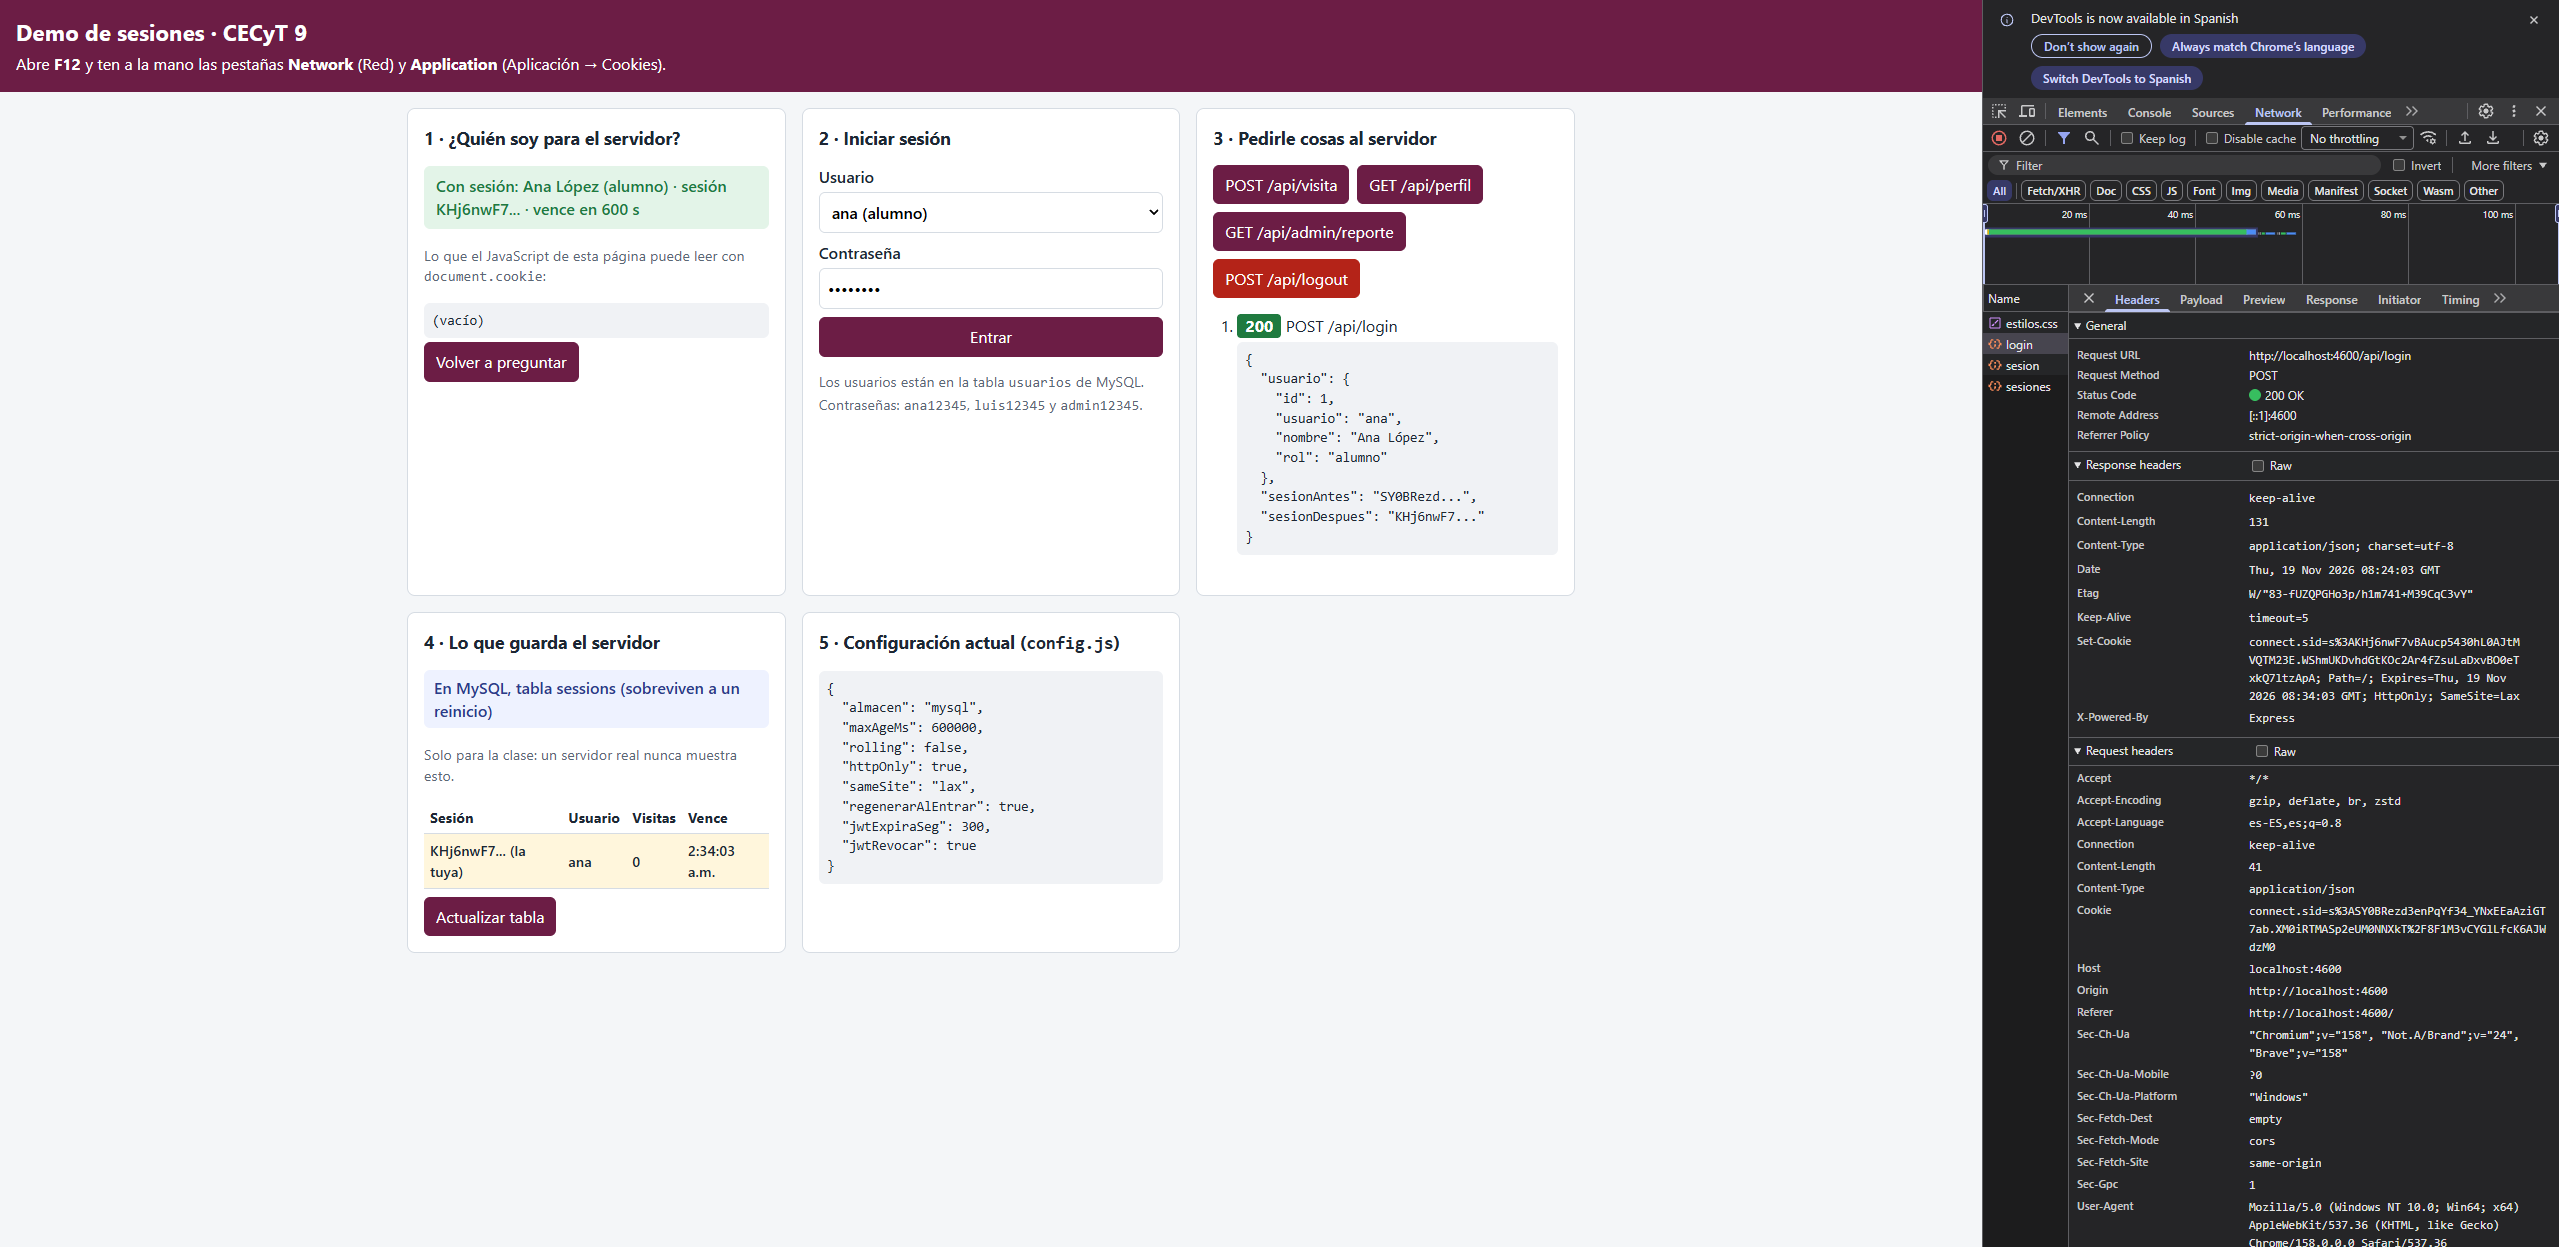 Demo de sesiones · CECyT 9
Abre F12 y ten a la mano las pestañas Network (Red) y Application (Aplicación → Cookies).
1 · ¿Quién soy para el servidor?
Con sesión: Ana López (alumno) · sesión
KHj6nwF7... · vence en 600 s
Lo que el JavaScript de esta página puede leer con
document.cookie:
(vacío)
Volver a preguntar
2 · Iniciar sesión
Usuario
ana (alumno)
Contraseña
••••••••
Entrar
Los usuarios están en la tabla usuarios de MySQL.
Contraseñas: ana12345, luis12345 y admin12345.
3 · Pedirle cosas al servidor
POST /api/visita
GET /api/perfil
GET /api/admin/reporte
POST /api/logout
1. 200 POST /api/login
{
"usuario": {
"id": 1,
"usuario": "ana",
"nombre": "Ana López",
"rol": "alumno"
},
"sesionAntes": "SY0BRezd...",
"sesionDespues": "KHj6nwF7..."
}
4 · Lo que guarda el servidor
En MySQL, tabla sessions (sobreviven a un
reinicio)
Solo para la clase: un servidor real nunca muestra
esto.
Sesión Usuario Visitas Vence
KHj6nwF7... (la
tuya)
ana
0
2:34:03
a.m.
Actualizar tabla
5 · Configuración actual (config.js)
{
"almacen": "mysql",
"maxAgeMs": 600000,
"rolling": false,
"httpOnly": true,
"sameSite": "lax",
"regenerarAlEntrar": true,
"jwtExpiraSeg": 300,
"jwtRevocar": true
}
DevTools is now available in Spanish
Don't show again
Always match Chrome's language
Switch DevTools to Spanish
Elements Console Sources Network Performance
Keep log Disable cache No throttling
Filter Invert More filters
All Fetch/XHR Doc CSS JS Font Img Media Manifest Socket Wasm Other
20 ms 40 ms 60 ms 80 ms 100 ms
Name
estilos.css
login
sesion
sesiones
Headers Payload Preview Response Initiator Timing
General
Request URL http://localhost:4600/api/login
Request Method POST
Status Code 200 OK
Remote Address [::1]:4600
Referrer Policy strict-origin-when-cross-origin
Response headers Raw
Connection keep-alive
Content-Length 131
Content-Type application/json; charset=utf-8
Date Thu, 19 Nov 2026 08:24:03 GMT
Etag W/"83-fUZQPGHo3p/h1m741+M39CqC3vY"
Keep-Alive timeout=5
Set-Cookie connect.sid=s%3AKHj6nwF7vBAucp5430hL0AJtM
VQTM23E.WShmUKDvhdGtKOc2Ar4fZsuLaDxvBO0eT
xkQ7ltzApA; Path=/; Expires=Thu, 19 Nov
2026 08:34:03 GMT; HttpOnly; SameSite=Lax
X-Powered-By Express
Request headers Raw
Accept */*
Accept-Encoding gzip, deflate, br, zstd
Accept-Language es-ES,es;q=0.8
Connection keep-alive
Content-Length 41
Content-Type application/json
Cookie connect.sid=s%3ASY0BRezd3enPqYf34_YNxEEaAziGT
7ab.XM0iRTMASp2eUM0NNXkT%2F8F1M3vCYGlLfcK6AJW
dzM0
Host localhost:4600
Origin http://localhost:4600
Referer http://localhost:4600/
Sec-Ch-Ua "Chromium";v="158", "Not.A/Brand";v="24",
"Brave";v="158"
Sec-Ch-Ua-Mobile ?0
Sec-Ch-Ua-Platform "Windows"
Sec-Fetch-Dest empty
Sec-Fetch-Mode cors
Sec-Fetch-Site same-origin
Sec-Gpc 1
User-Agent Mozilla/5.0 (Windows NT 10.0; Win64; x64)
AppleWebKit/537.36 (KHTML, like Gecko)
Chrome/158.0.0.0 Safari/537.36